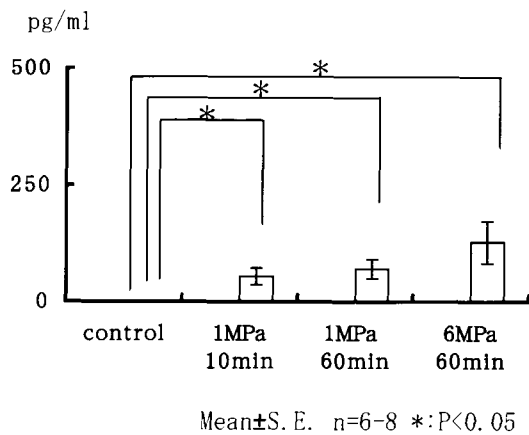 pg/ml
500
*
*
*
250
0
control 1MPa 1MPa 6MPa
10min 60min 60min
Mean±S.E. n=6-8 *:P<0.05